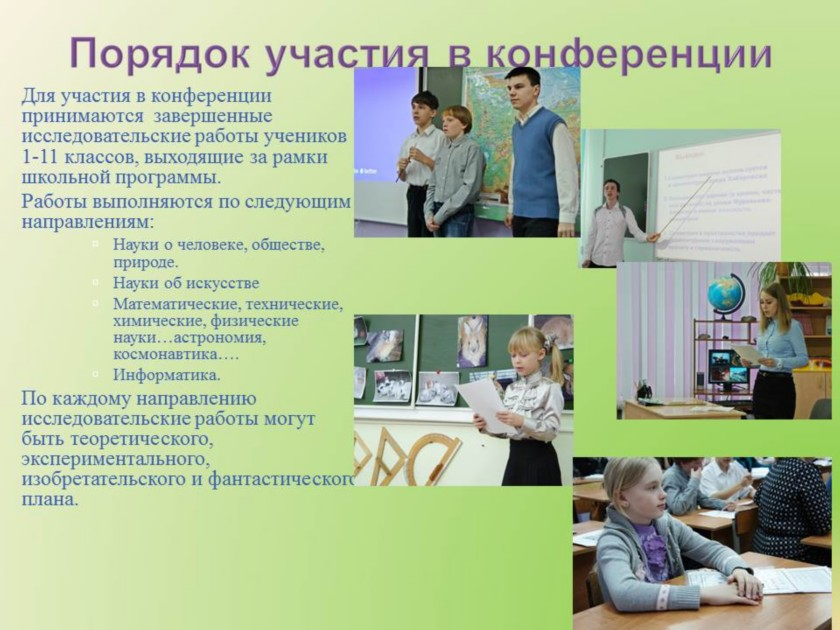 Порядок участия в конференции
Для участия в конференции
принимаются завершенные
исследовательские работы учеников
1-11 классов, выходящие за рамки
школьной программы.
Работы выполняются по следующим
направлениям:
Науки о человеке, обществе,
природе.
Науки об искусстве
Математические, технические,
химические, физические
науки…астрономия,
космонавтика….
Информатика.
По каждому направлению
исследовательские работы могут
быть теоретического,
экспериментального,
изобретательского и фантастического
плана.